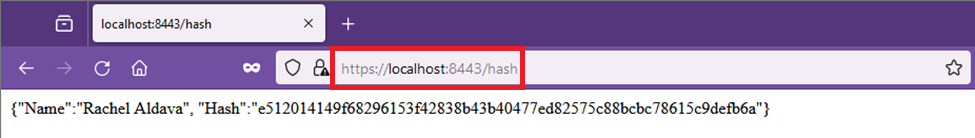 localhost:8443/hash
https://localhost:8443/hash
{"Name":"Rachel Aldava", "Hash":"e512014149f68296153f42838b43b40477ed82575c88bcbc78615c9defb6a"}